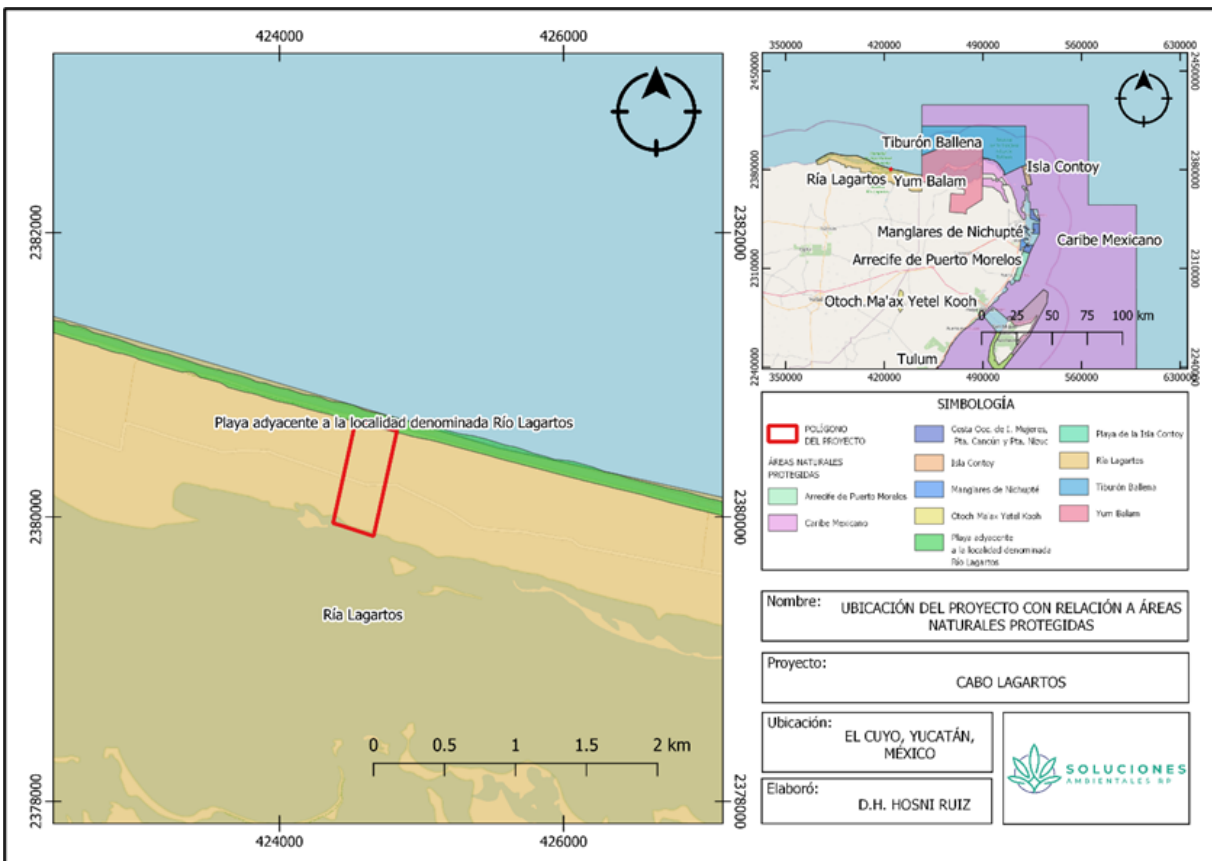 424000
426000
2382000
2382000
2380000
2380000
2378000
2378000
Playa adyacente a la localidad denominada Río Lagartos
Ría Lagartos
0 0.5 1 1.5 2 km
424000
426000
350000 420000 490000 560000 630000
2450000
2450000
2380000
2380000
2310000
2310000
2240000
2240000
Tiburón Ballena
Isla Contoy
Ría Lagartos
Yum Balam
Manglares de Nichupté
Caribe Mexicano
Arrecife de Puerto Morelos
Otoch Ma'ax Yetel Kooh
0 25 50 75 100 km
Tulum
350000 420000 490000 560000 630000
SIMBOLOGÍA
POLÍGONO
DEL PROYECTO
ÁREAS NATURALES
PROTEGIDAS
Arrecife de Puerto Morelos
Caribe Mexicano
Costa Occ. de I. Mujeres,
Pta. Cancún y Pta. Nizuc
Isla Contoy
Manglares de Nichupté
Otoch Ma'ax Yetel Kooh
Playa adyacente
a la localidad denominada
Río Lagartos
Playa de la Isla Contoy
Ría Lagartos
Tiburón Ballena
Yum Balam
Nombre:
UBICACIÓN DEL PROYECTO CON RELACIÓN A ÁREAS
NATURALES PROTEGIDAS
Proyecto:
CABO LAGARTOS
Ubicación:
EL CUYO, YUCATÁN,
MÉXICO
Elaboró:
D.H. HOSNI RUIZ
SOLUCIONES
AMBIENTALES RP